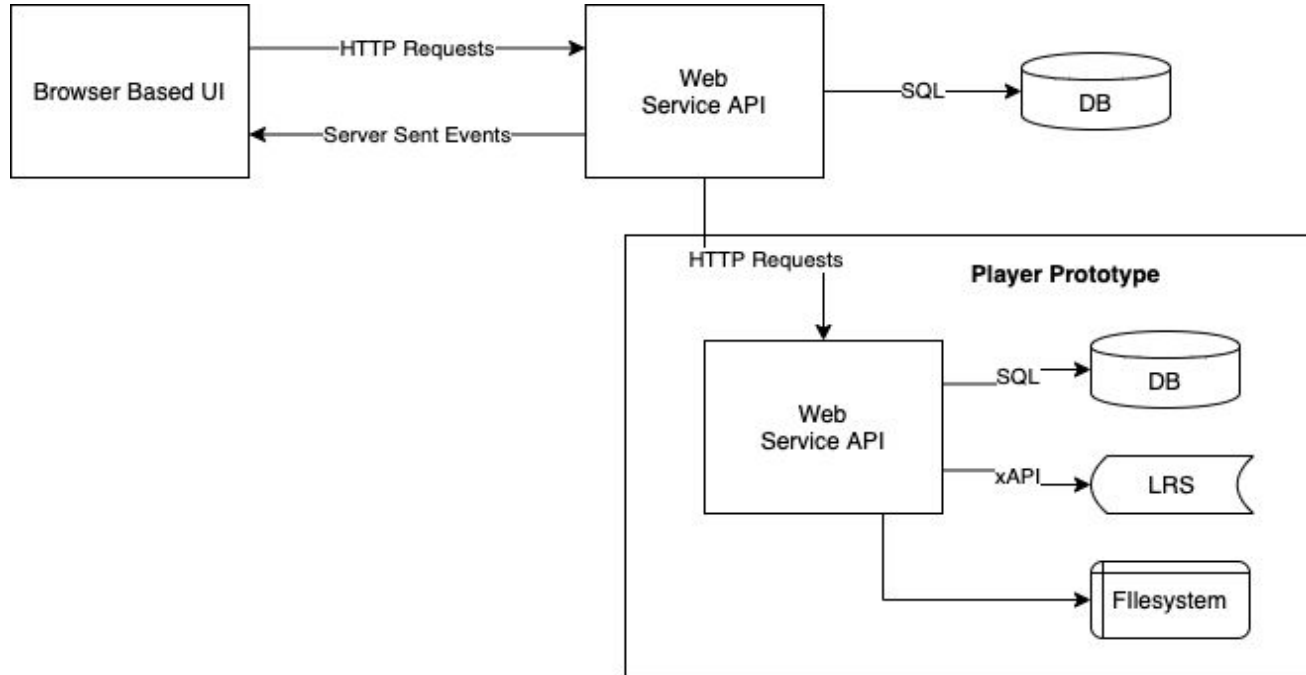 HTTP Requests
Browser Based UI
Server Sent Events
Web
Service API
SQL
DB
HTTP Requests
Player Prototype
Web
Service API
SQL
DB
xAPI
LRS
FIlesystem